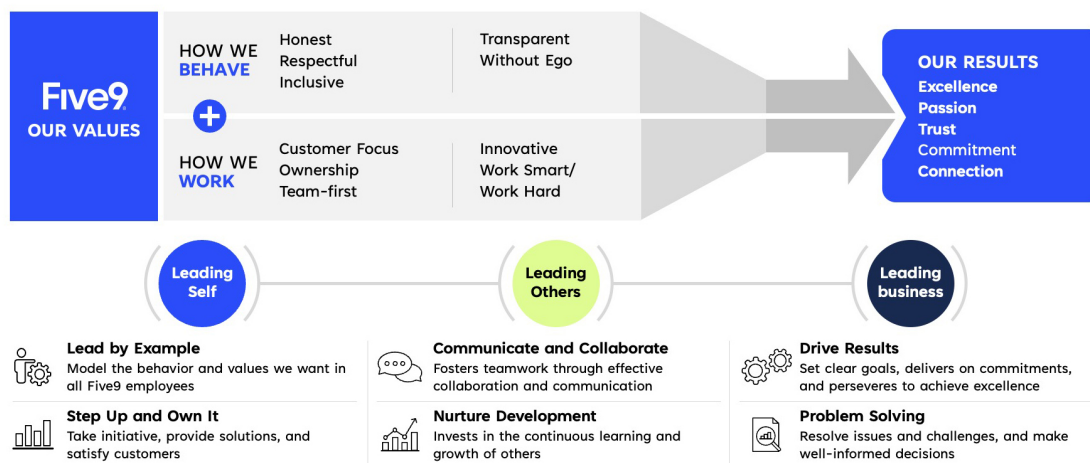 Five9
OUR VALUES
HOW WE
BEHAVE
Honest
Respectful
Inclusive
Transparent
Without Ego
+
HOW WE
WORK
Customer Focus
Ownership
Team-first
Innovative
Work Smart/
Work Hard
OUR RESULTS
Excellence
Passion
Trust
Commitment
Connection
Leading
Self
Leading
Others
Leading
business
Lead by Example
Model the behavior and values we want in
all Five9 employees
Step Up and Own It
Take initiative, provide solutions, and
satisfy customers
Communicate and Collaborate
Fosters teamwork through effective
collaboration and communication
Nurture Development
Invests in the continuous learning and
growth of others
Drive Results
Set clear goals, delivers on commitments,
and perseveres to achieve excellence
Problem Solving
Resolve issues and challenges, and make
well-informed decisions